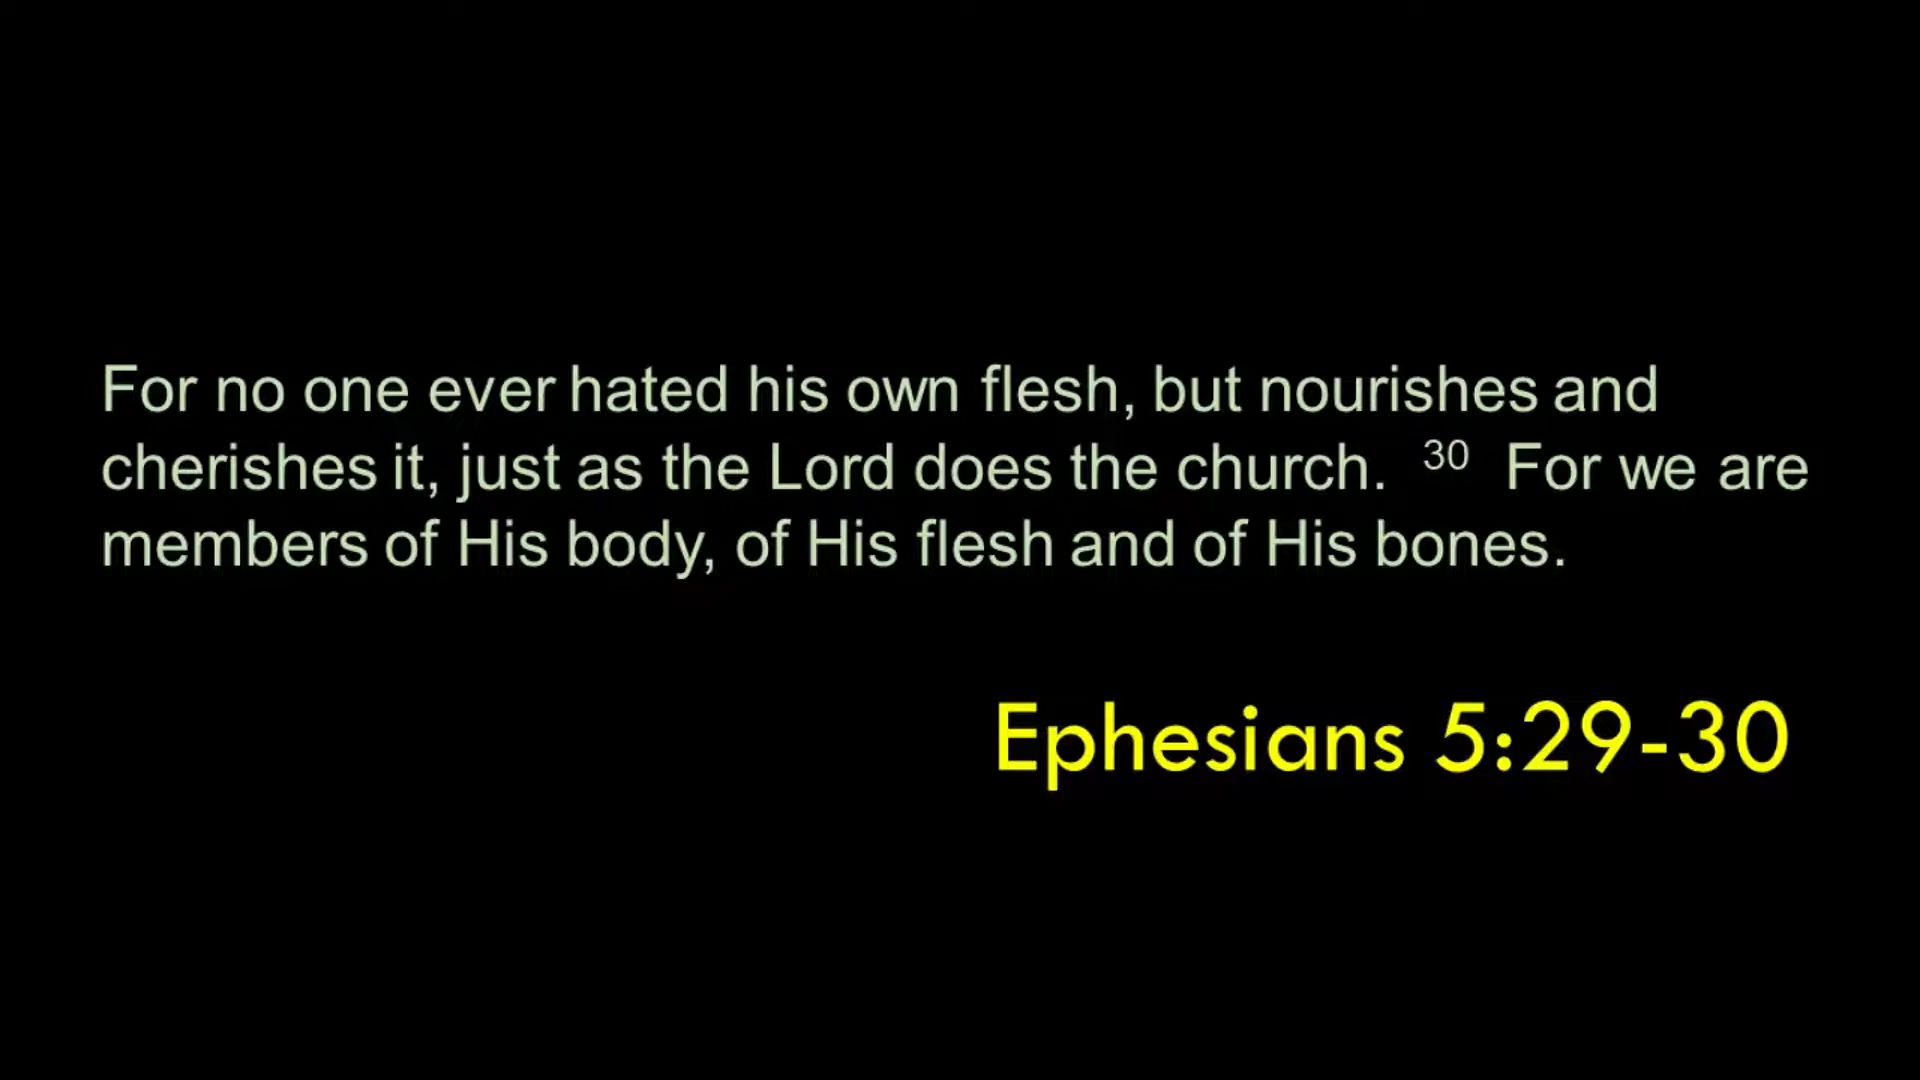 For no one ever hated his own flesh, but nourishes and
cherishes it, just as the Lord does the church. 30 For we are
members of His body, of His flesh and of His bones.
Ephesians 5:29-30